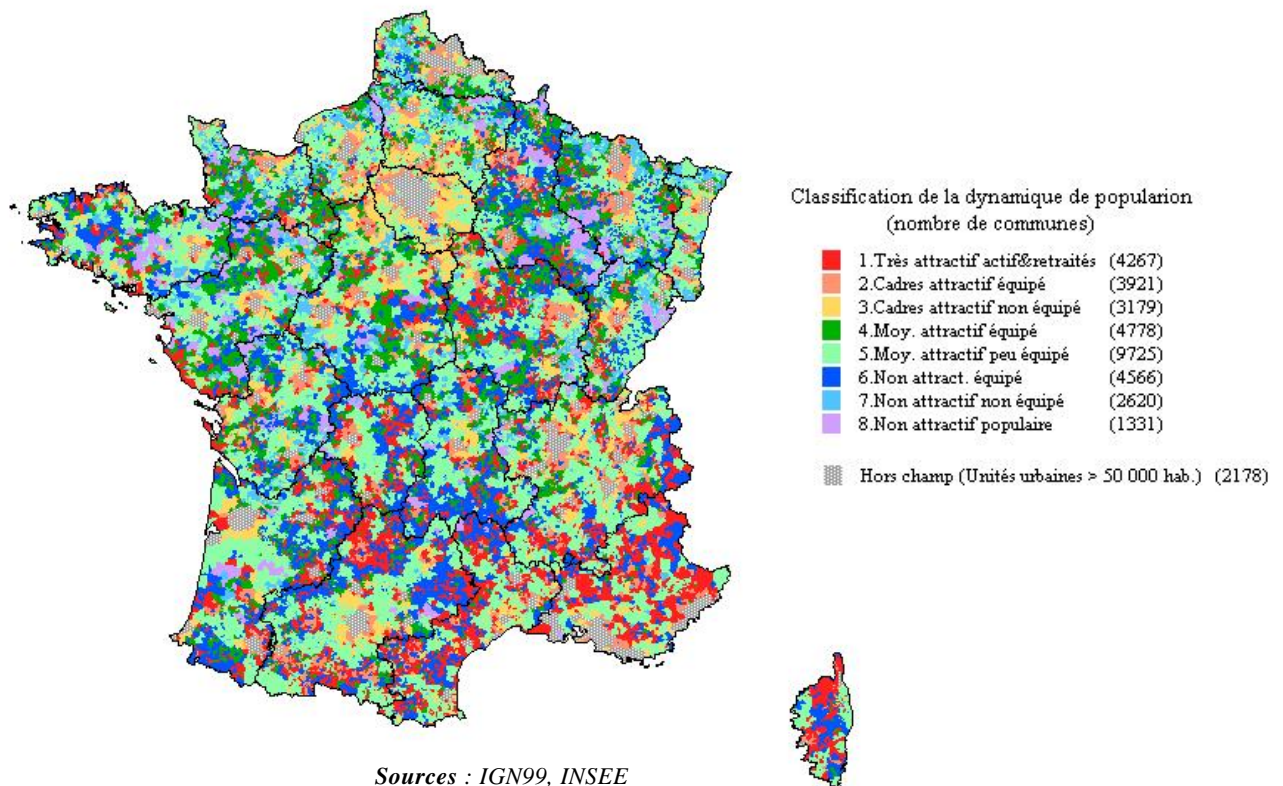 Classification de la dynamique de popularion
(nombre de communes)
1.Très attractif actif&retraités (4267)
2.Cadres attractif équipé (3921)
3.Cadres attractif non équipé (3179)
4.Moy. attractif équipé (4778)
5.Moy. attractif peu équipé (9725)
6.Non attract. équipé (4566)
7.Non attractif non équipé (2620)
8.Non attractif populaire (1331)
Hors champ (Unités urbaines > 50 000 hab.) (2178)
Sources : IGN99, INSEE